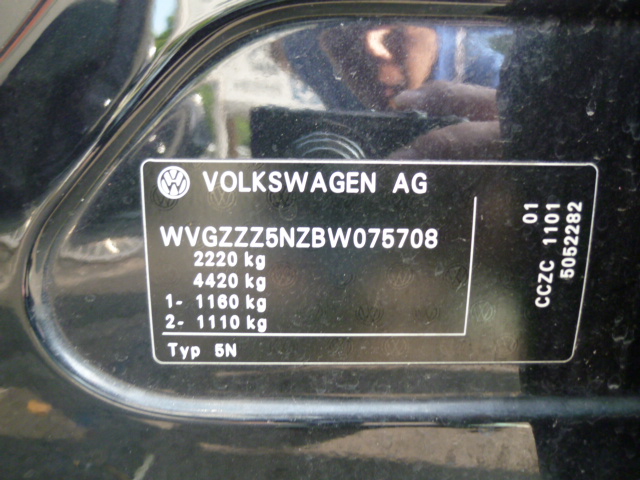 VOLKSWAGEN AG
WVGZZZ5NZBW075708
2220 kg
4420 kg
1- 1160 kg
2- 1110 kg
Typ 5N
01
CCZC 1101
5052282